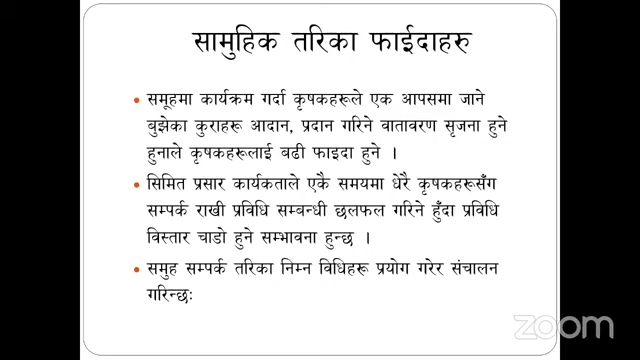 सामुहिक तरिका फाईदाहरु
• समूहमा कार्यक्रम गर्दा कृषकहरूले एक आपसमा जाने
बुझेका कुराहरू आदान, प्रदान गरिने वातावरण सृजना हुने
हुनाले कृषकहरूलाई बढी फाइदा हुने ।
• सिमित प्रसार कार्यकताले एकै समयमा धेरै कृषकहरूसँग
सम्पर्क राखी प्रविधि सम्बन्धी छलफल गरिने हुँदा प्रविधि
विस्तार चाडो हुने सम्भावना हुन्छ ।
• समुह सम्पर्क तरिका निम्न विधिहरू प्रयोग गरेर संचालन
गरिन्छः
zoom